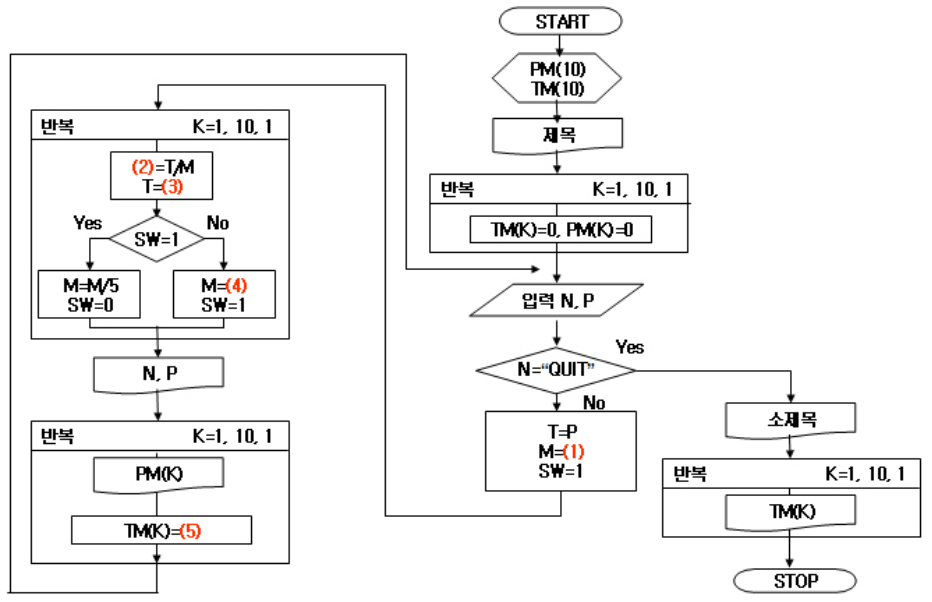 START
PM(10)
TM(10)
제목
반복 K=1, 10, 1
TM(K)=0, PM(K)=0
입력 N, P
N=“QUIT”
Yes
No
T=P
M=(1)
SW=1
반복 K=1, 10, 1
(2)=T/M
T=(3)
SW=1
Yes
No
M=M/5
SW=0
M=(4)
SW=1
N, P
반복 K=1, 10, 1
PM(K)
TM(K)=(5)
소제목
반복 K=1, 10, 1
TM(K)
STOP